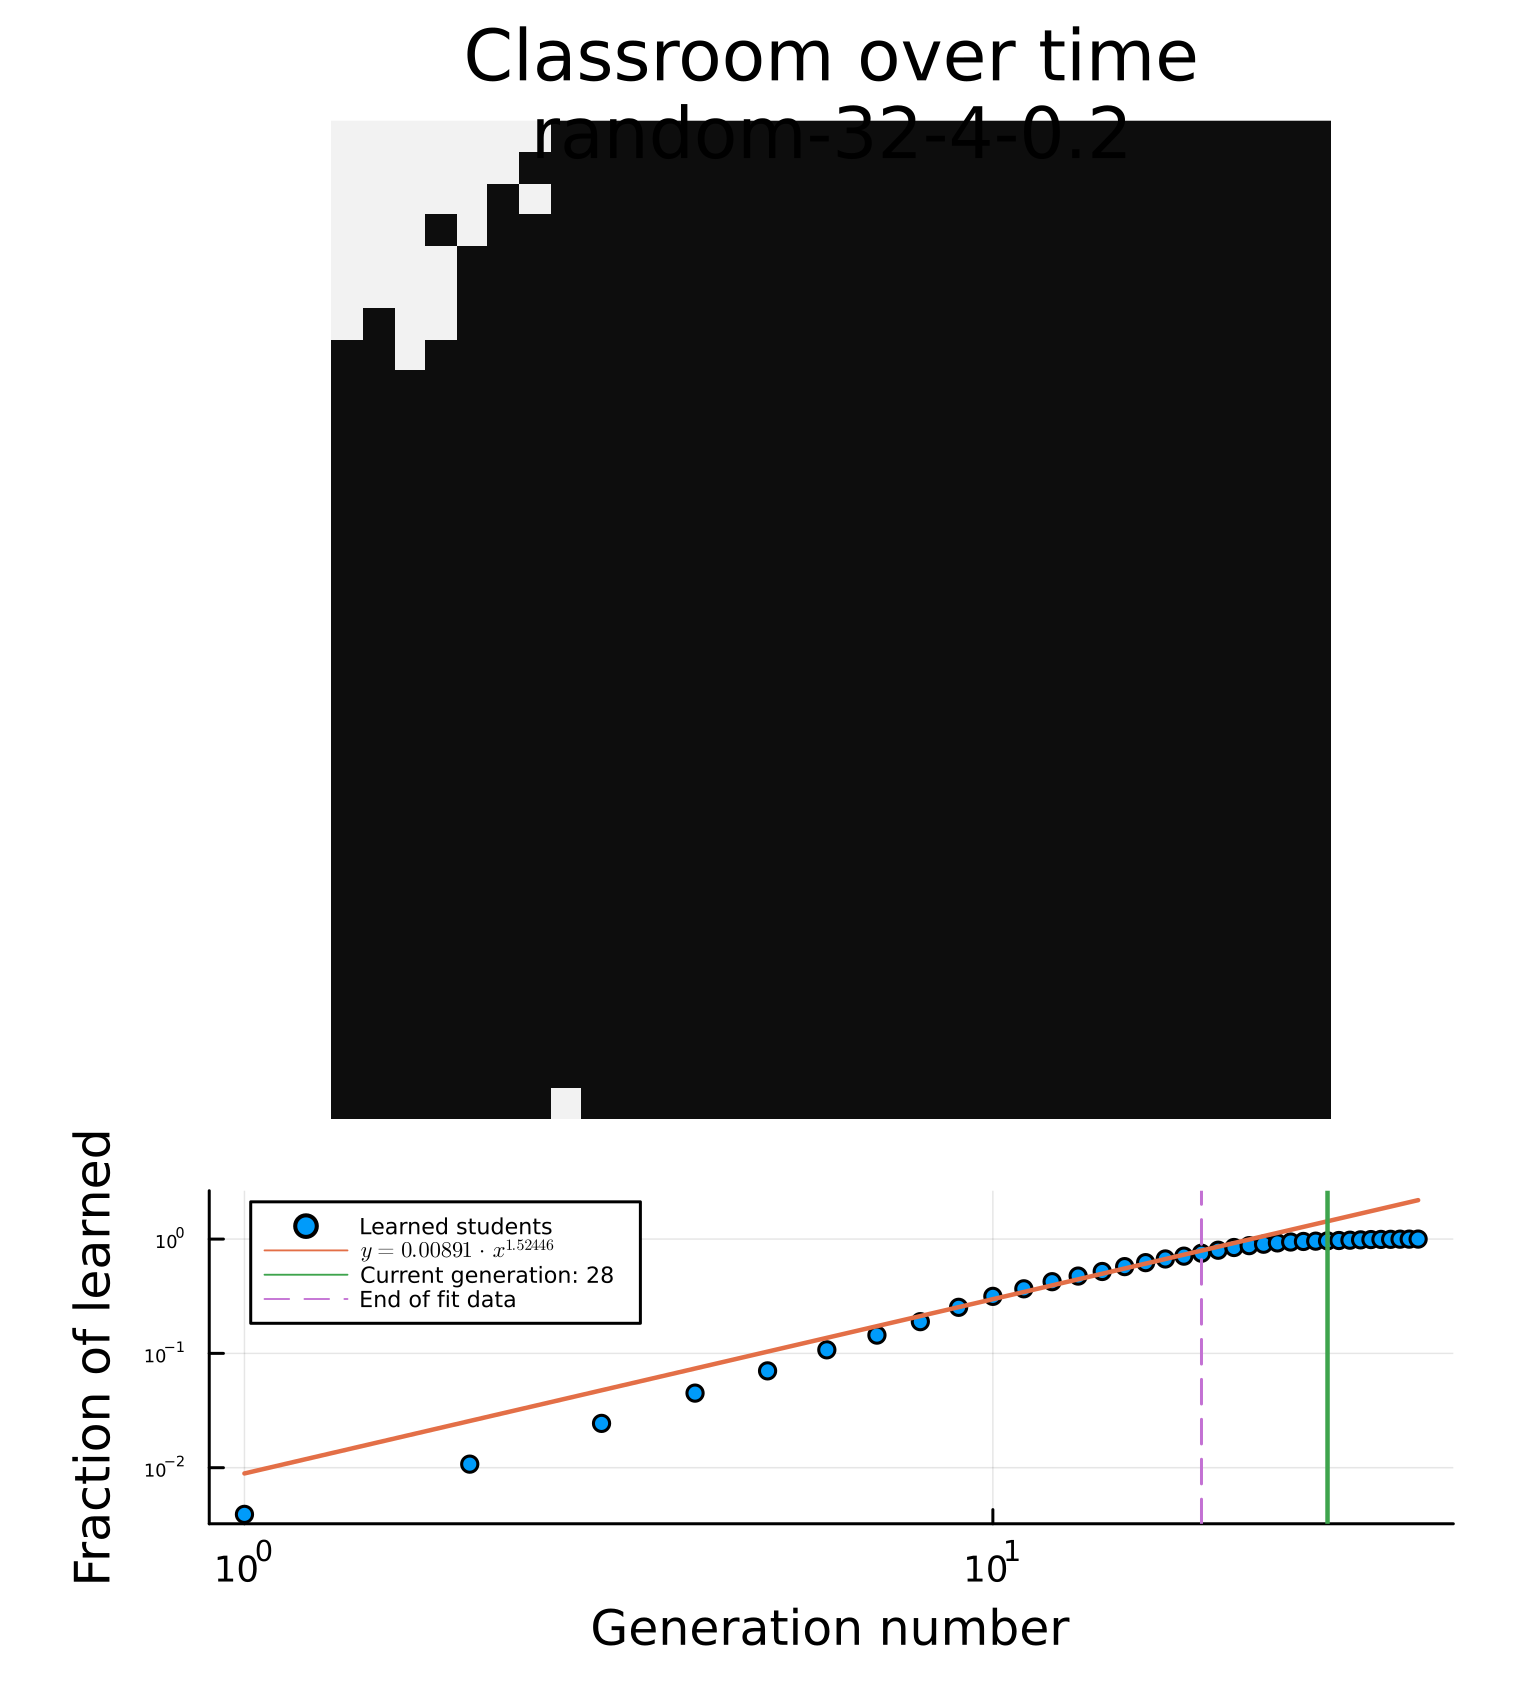 Classroom over time
random-32-4-0.2
Fraction of learned
10⁰
10⁻¹
10⁻²
Learned students
y = 0.00891 · x^1.52446
Current generation: 28
End of fit data
10⁰
10¹
Generation number